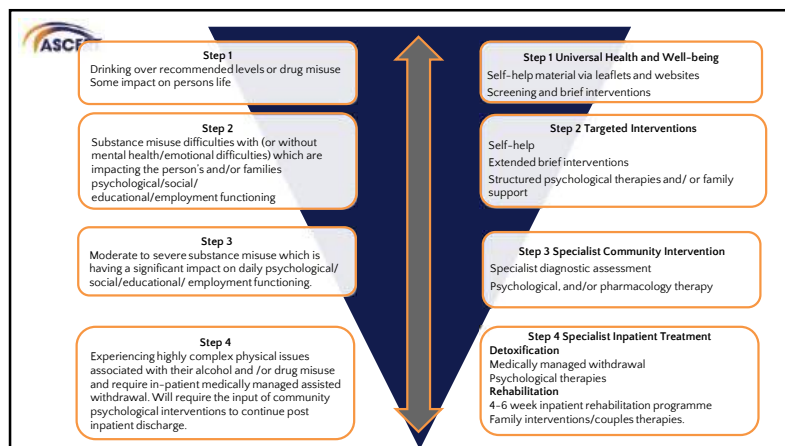 ASCERT
Step 1
Drinking over recommended levels or drug misuse
Some impact on persons life
Step 2
Substance misuse difficulties with (or without
mental health/emotional difficulties) which are
impacting the person's and/or families
psychological/social/
educational/employment functioning
Step 3
Moderate to severe substance misuse which is
having a significant impact on daily psychological/
social/educational/ employment functioning.
Step 4
Experiencing highly complex physical issues
associated with their alcohol and /or drug misuse
and require in-patient medically managed assisted
withdrawal. Will require the input of community
psychological interventions to continue post
inpatient discharge.
Step 1 Universal Health and Well-being
Self-help material via leaflets and websites
Screening and brief interventions
Step 2 Targeted Interventions
Self-help
Extended brief interventions
Structured psychological therapies and/ or family
support
Step 3 Specialist Community Intervention
Specialist diagnostic assessment
Psychological, and/or pharmacology therapy
Step 4 Specialist Inpatient Treatment
Detoxification
Medically managed withdrawal
Psychological therapies
Rehabilitation
4-6 week inpatient rehabilitation programme
Family interventions/couples therapies.